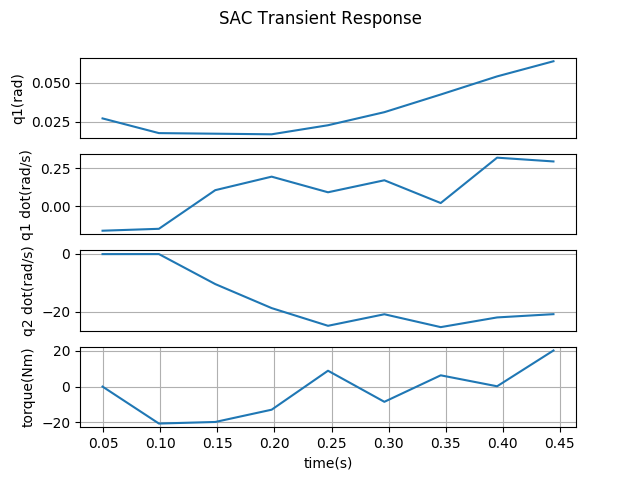 SAC Transient Response
0.050
0.025
q1(rad)
0.25
0.00
q1 dot(rad/s)
0
−20
q2 dot(rad/s)
20
0
−20
torque(Nm)
0.05 0.10 0.15 0.20 0.25 0.30 0.35 0.40 0.45
time(s)